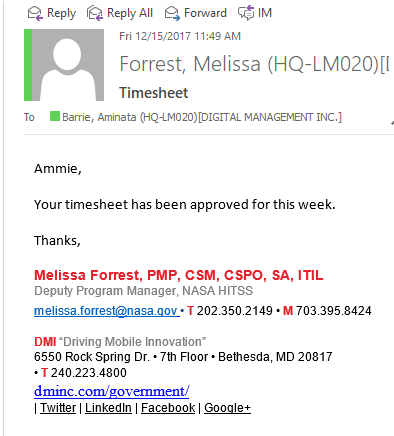 Reply Reply All Forward IM
Fri 12/15/2017 11:49 AM
Forrest, Melissa (HQ-LM020)[
Timesheet
To Barrie, Aminata (HQ-LM020)[DIGITAL MANAGEMENT INC.]
Ammie,
Your timesheet has been approved for this week.
Thanks,
Melissa Forrest, PMP, CSM, CSPO, SA, ITIL
Deputy Program Manager, NASA HITSS
melissa.forrest@nasa.gov • T 202.350.2149 • M 703.395.8424
DMI “Driving Mobile Innovation”
6550 Rock Spring Dr. • 7th Floor • Bethesda, MD 20817
• T 240.223.4800
dminc.com/government/
| Twitter | LinkedIn | Facebook | Google+